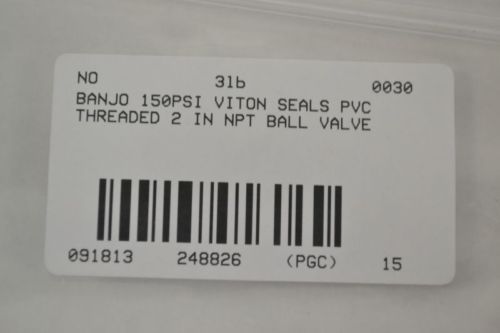 NO 3lb 0030
BANJO 150PSI VITON SEALS PVC
THREADED 2 IN NPT BALL VALVE
091813 248826 (PGC) 15